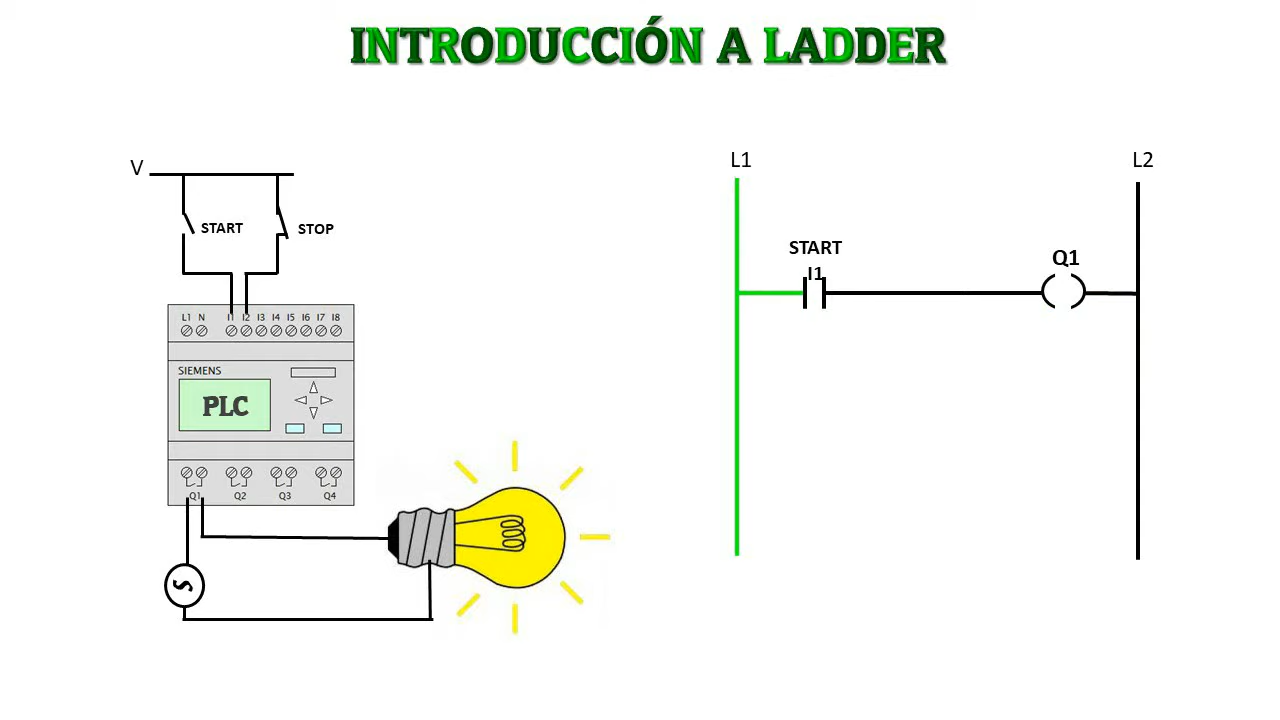 INTRODUCCIÓN A LADDER
V
START
STOP
L1 N I1 I2 I3 I4 I5 I6 I7 I8
SIEMENS
PLC
Q1 Q2 Q3 Q4
L1
L2
START
I1
Q1